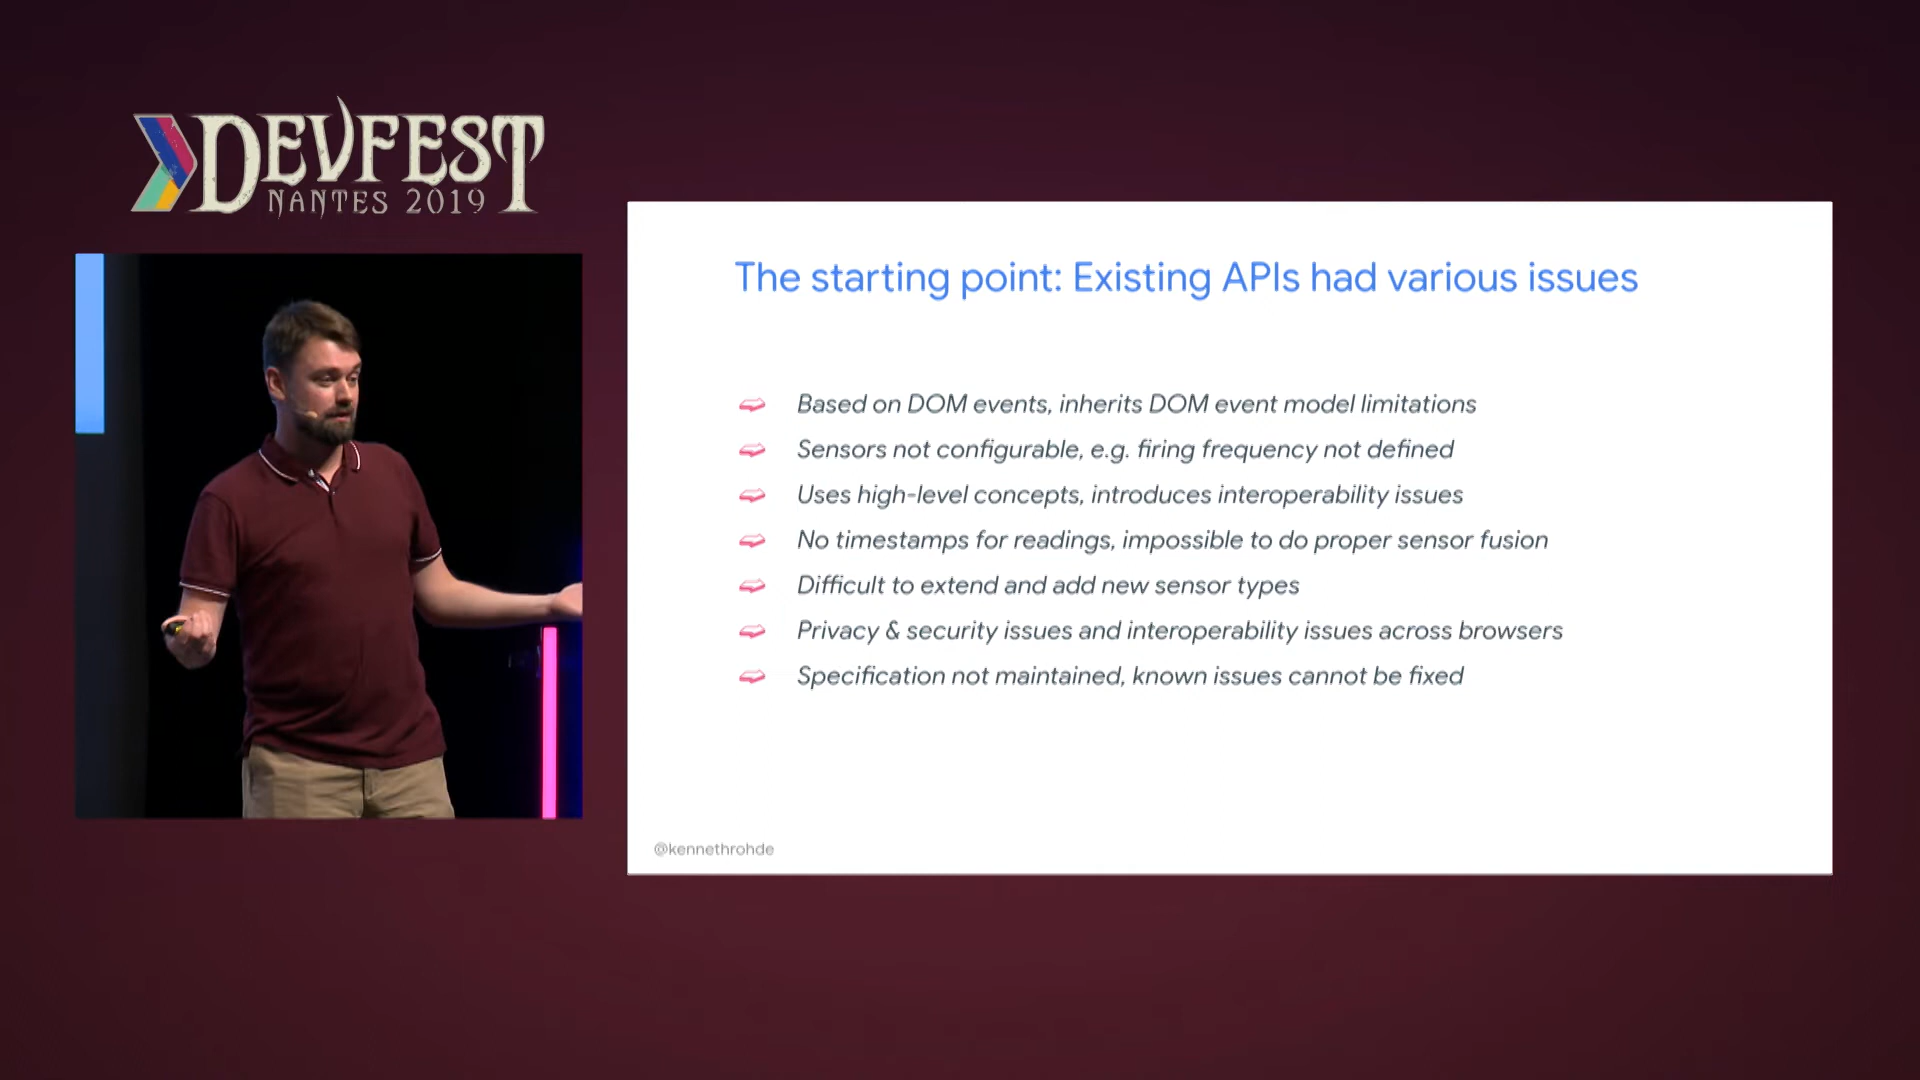 DEVFEST
NANTES 2019
The starting point: Existing APIs had various issues
Based on DOM events, inherits DOM event model limitations
Sensors not configurable, e.g. firing frequency not defined
Uses high-level concepts, introduces interoperability issues
No timestamps for readings, impossible to do proper sensor fusion
Difficult to extend and add new sensor types
Privacy & security issues and interoperability issues across browsers
Specification not maintained, known issues cannot be fixed
@kennethrohde